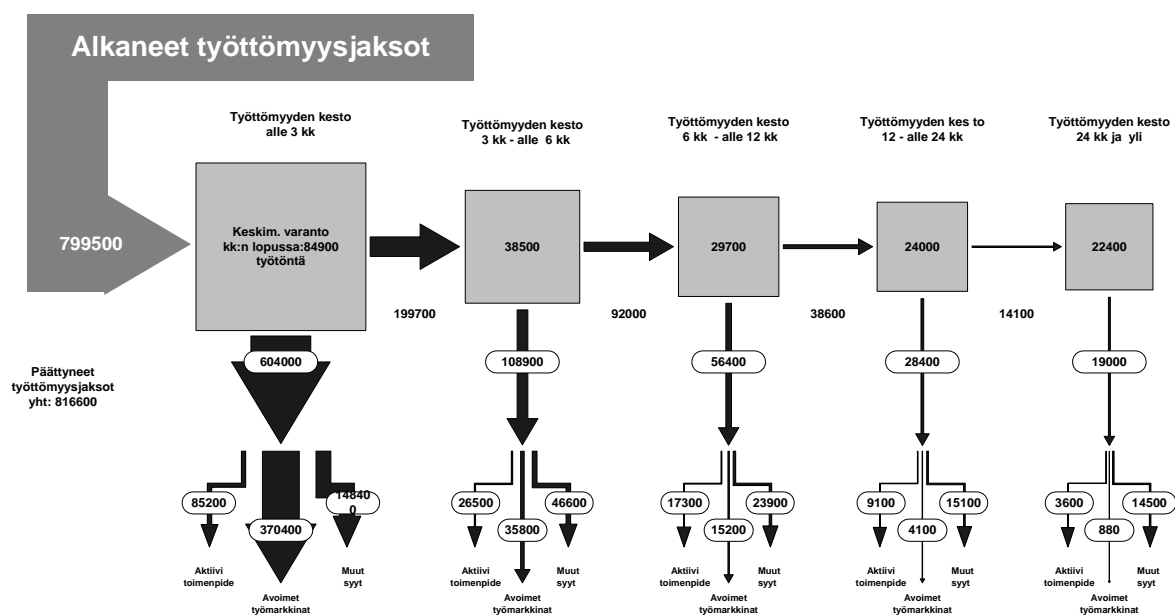 Alkaneet työttömyysjaksot
Työttömyyden kesto
alle 3 kk
Työttömyyden kesto
3 kk - alle 6 kk
Työttömyyden kesto
6 kk - alle 12 kk
Työttömyyden kes to
12 - alle 24 kk
Työttömyyden kesto
24 kk ja yli
799500
Keskim. varanto
kk:n lopussa:84900
työtöntä
38500
29700
24000
22400
199700
92000
38600
14100
Päättyneet
työttömyysjaksot
yht: 816600
604000
108900
56400
28400
19000
85200
370400
14840
0
26500
35800
46600
17300
15200
23900
9100
4100
15100
3600
880
14500
Aktiivi
toimenpide
Avoimet
työmarkkinat
Muut
syyt
Aktiivi
toimenpide
Avoimet
työmarkkinat
Muut
syyt
Aktiivi
toimenpide
Avoimet
työmarkkinat
Muut
syyt
Aktiivi
toimenpide
Avoimet
työmarkkinat
Muut
syyt
Aktiivi
toimenpide
Avoimet
työmarkkinat
Muut
syyt